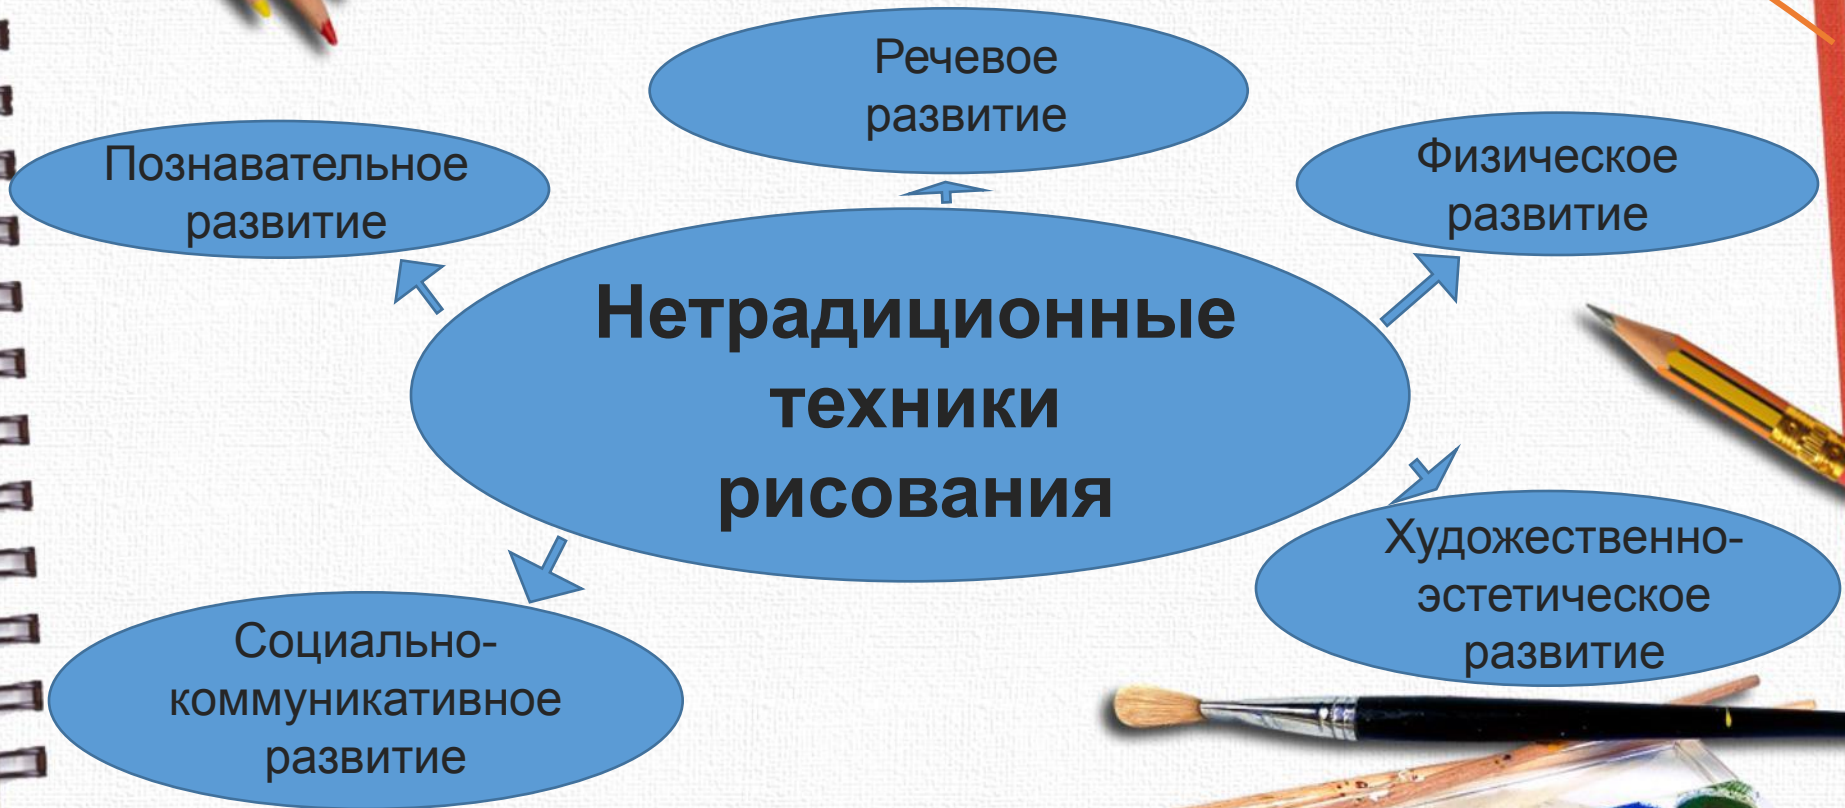 Речевое
развитие
Познавательное
развитие
Физическое
развитие
Нетрадиционные
техники
рисования
Художественно-
эстетическое
развитие
Социально-
коммуникативное
развитие